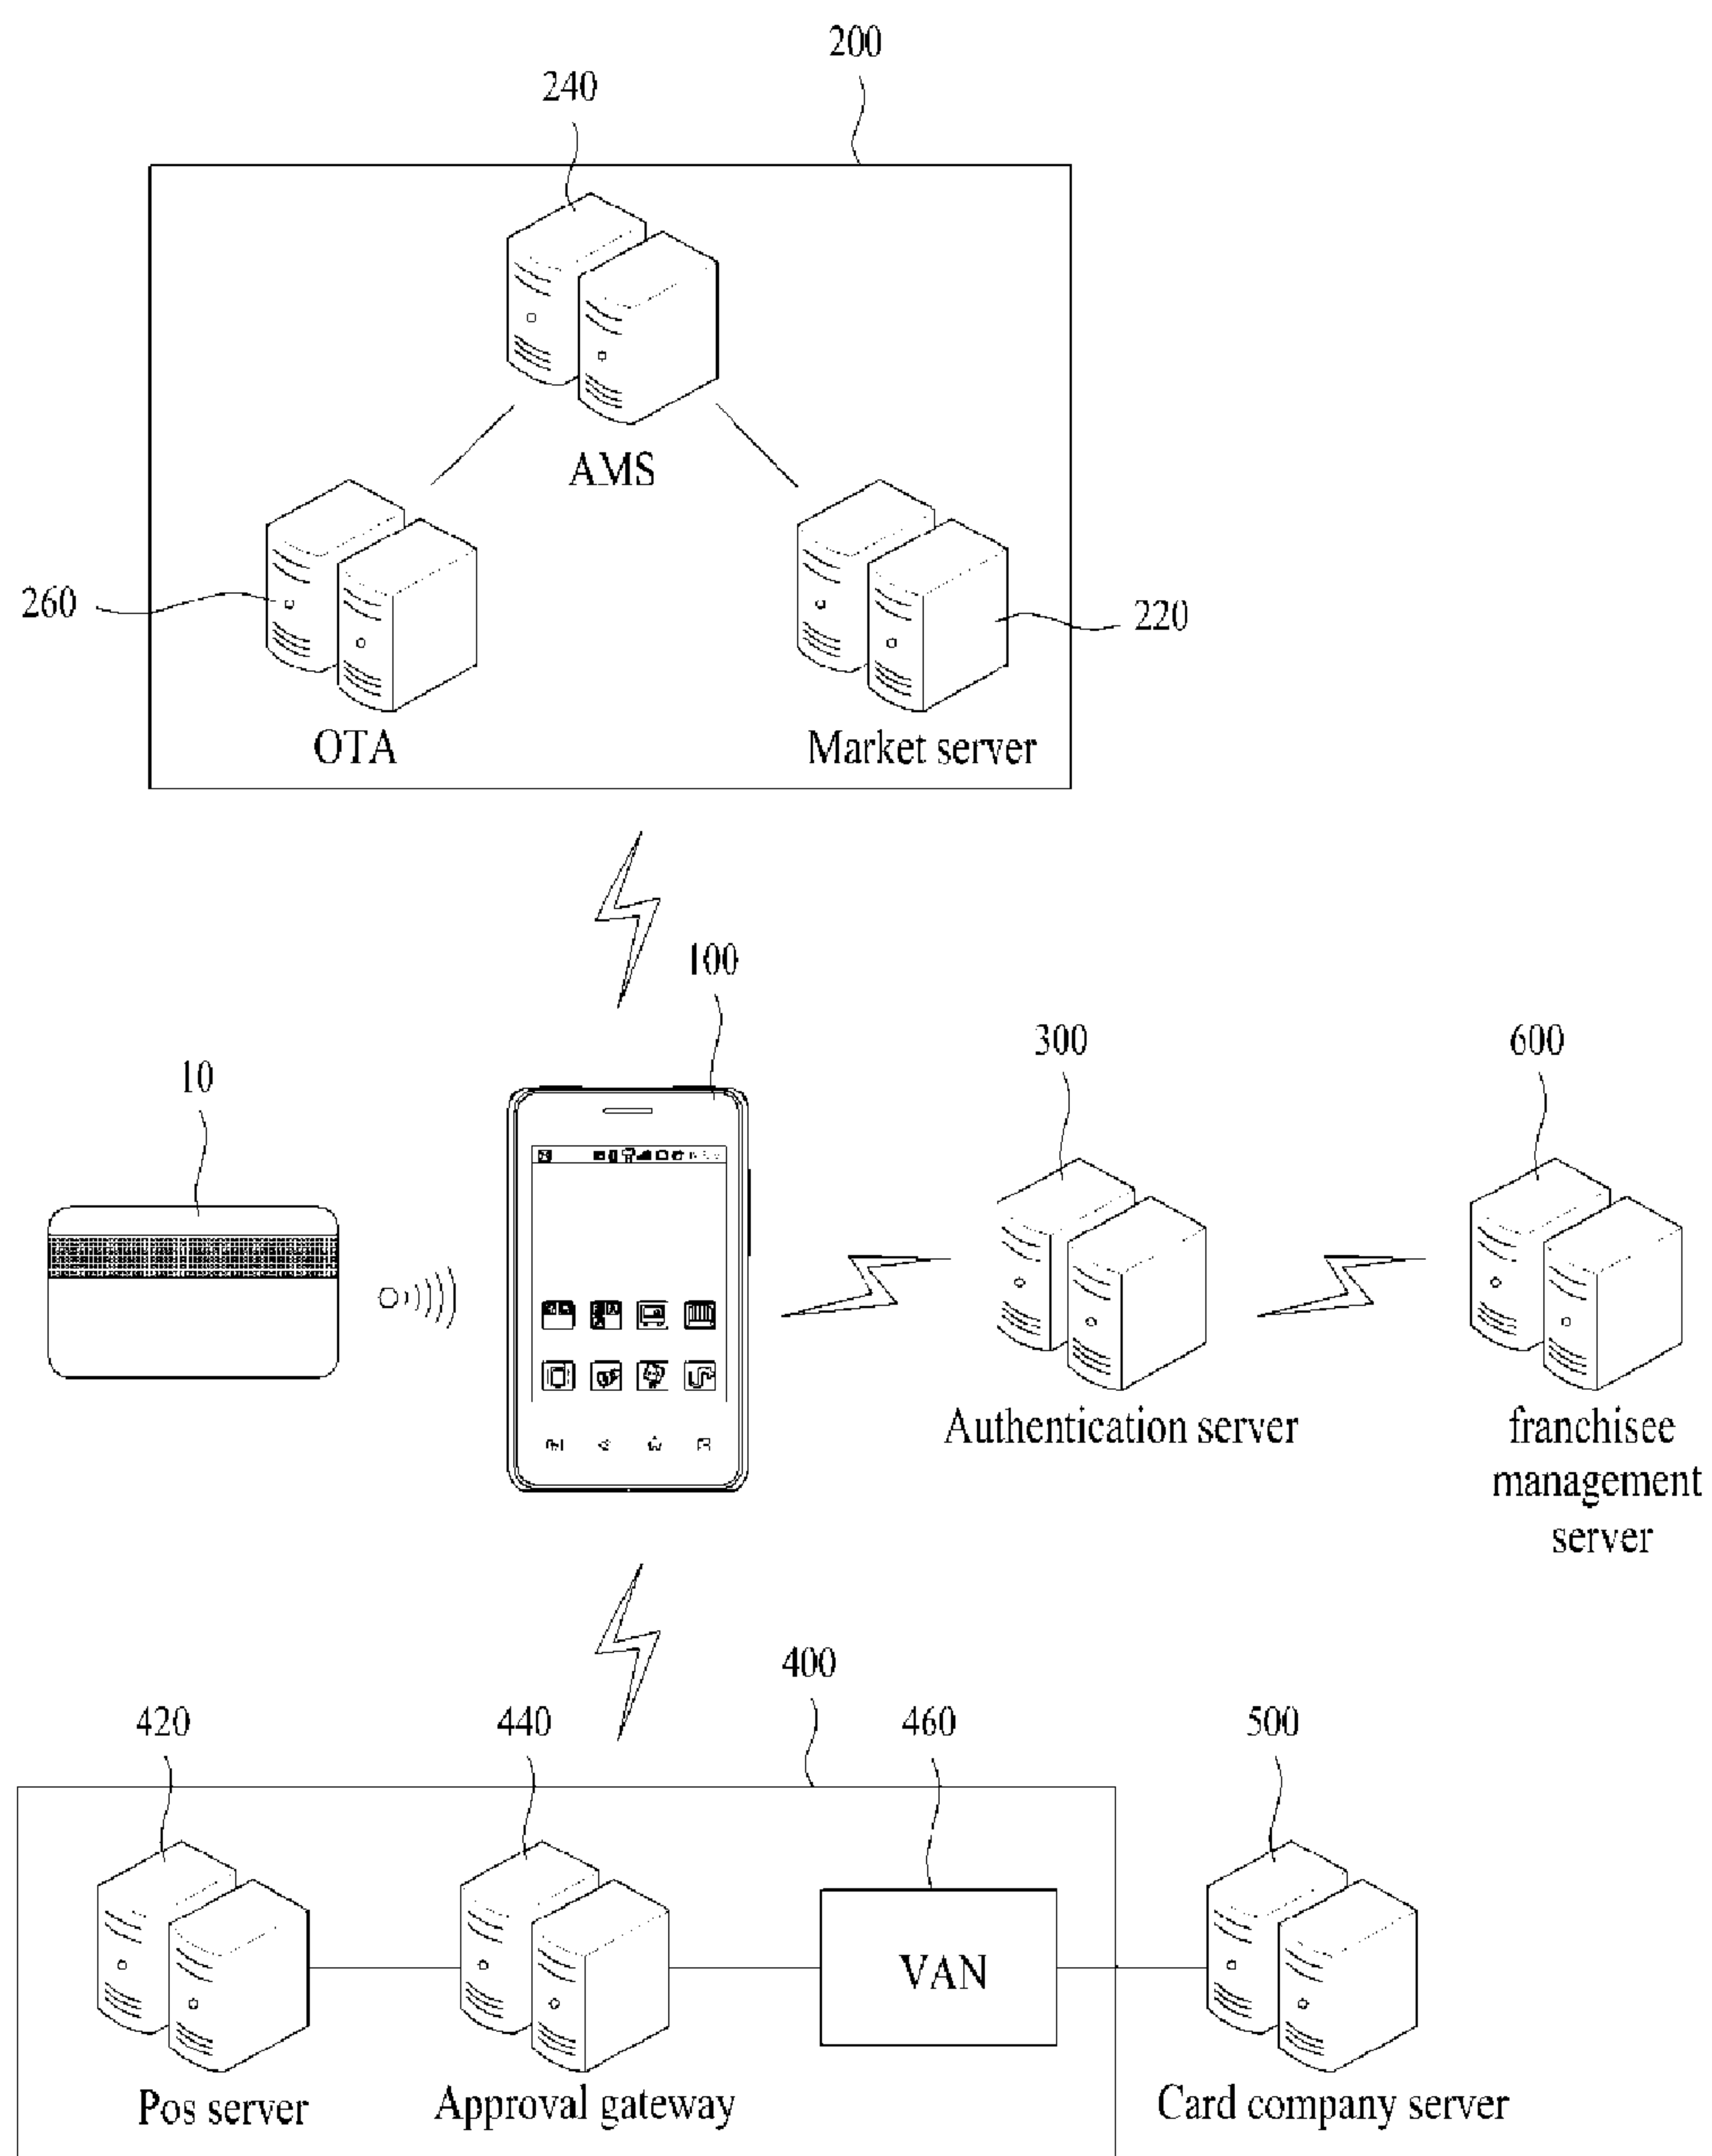 200
240
AMS
260
220
OTA
Market server
100
10
300
600
Authentication server
franchisee
management
server
400
420
440
460
500
VAN
Pos server
Approval gateway
Card company server